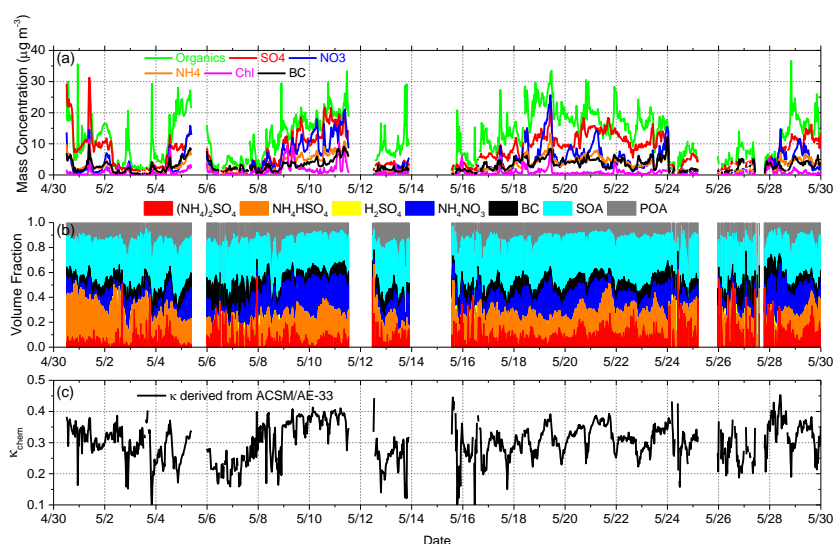 (a)
Organics SO4 NO3
NH4 Chl BC
Mass Concentration (μg m⁻³)
40
30
20
10
0
4/30 5/2 5/4 5/6 5/8 5/10 5/12 5/14 5/16 5/18 5/20 5/22 5/24 5/26 5/28 5/30
(NH₄)₂SO₄ NH₄HSO₄ H₂SO₄ NH₄NO₃ BC SOA POA
(b)
Volume Fraction
1.0
0.8
0.6
0.4
0.2
0.0
4/30 5/2 5/4 5/6 5/8 5/10 5/12 5/14 5/16 5/18 5/20 5/22 5/24 5/26 5/28 5/30
(c)
κ derived from ACSM/AE-33
κchem
0.5
0.4
0.3
0.2
0.1
4/30 5/2 5/4 5/6 5/8 5/10 5/12 5/14 5/16 5/18 5/20 5/22 5/24 5/26 5/28 5/30
Date